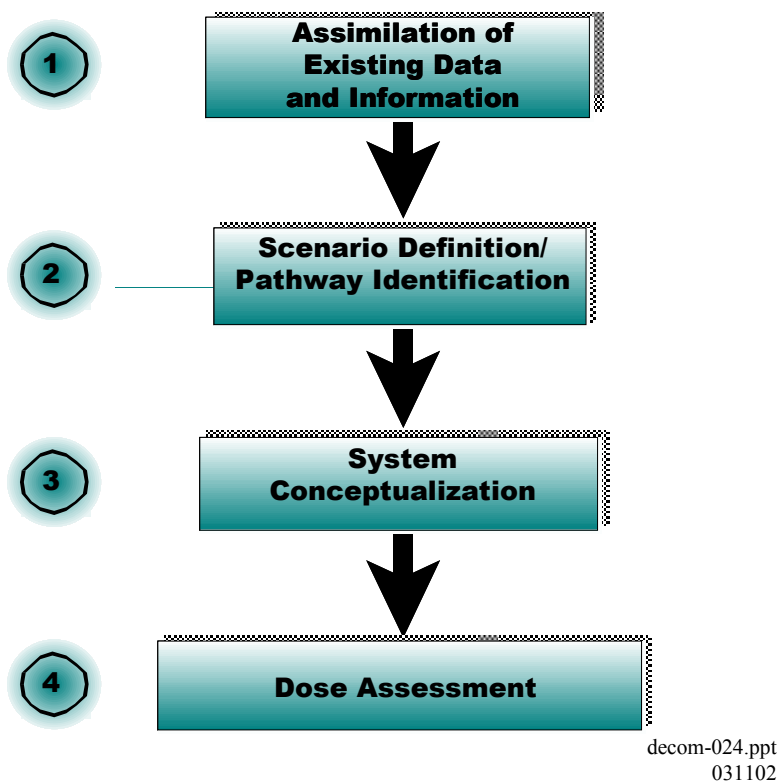 1
Assimilation of
Existing Data
and Information
2
Scenario Definition/
Pathway Identification
3
System
Conceptualization
4
Dose Assessment
decom-024.ppt
031102